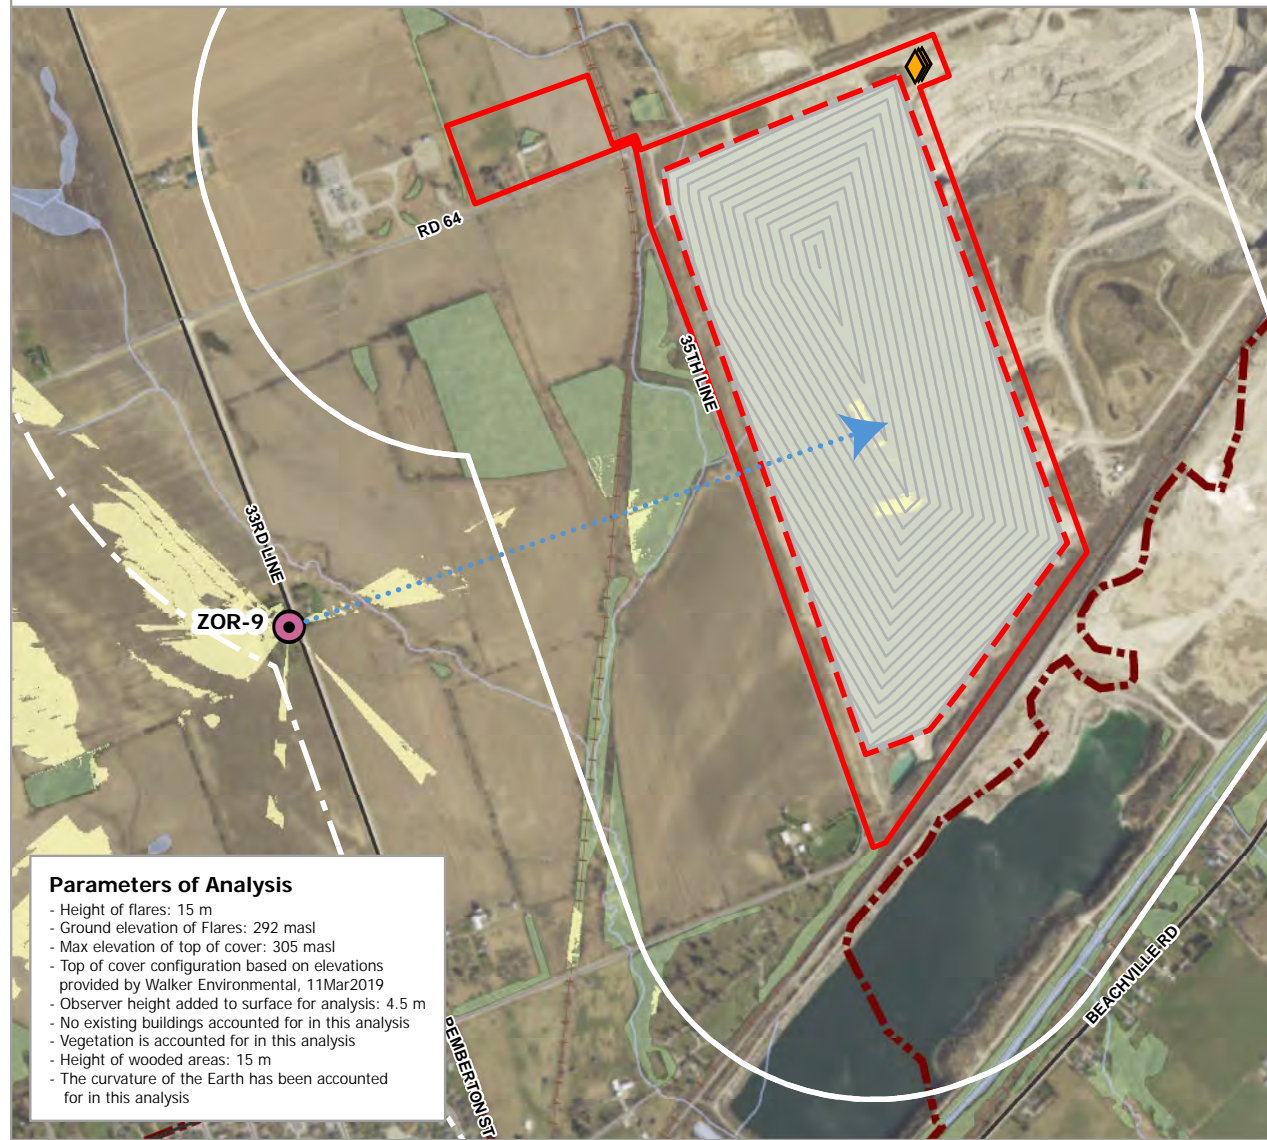 RD 64
35TH LINE
33RD LINE
ZOR-9
Parameters of Analysis
- Height of flares: 15 m
- Ground elevation of Flares: 292 masl
- Max elevation of top of cover: 305 masl
- Top of cover configuration based on elevations
provided by Walker Environmental, 11Mar2019
- Observer height added to surface for analysis: 4.5 m
- No existing buildings accounted for in this analysis
- Vegetation is accounted for in this analysis
- Height of wooded areas: 15 m
- The curvature of the Earth has been accounted
for in this analysis
PEMBERTON ST
BEACHVILLE RD